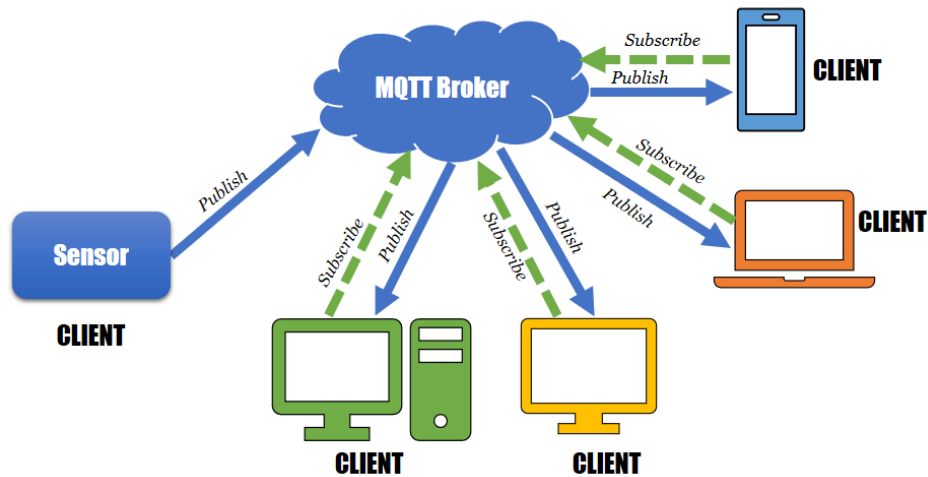 Subscribe
MQTT Broker
Publish
CLIENT
Publish
Subscribe
Publish
CLIENT
Sensor
CLIENT
Subscribe
Publish
Subscribe
Publish
CLIENT
CLIENT